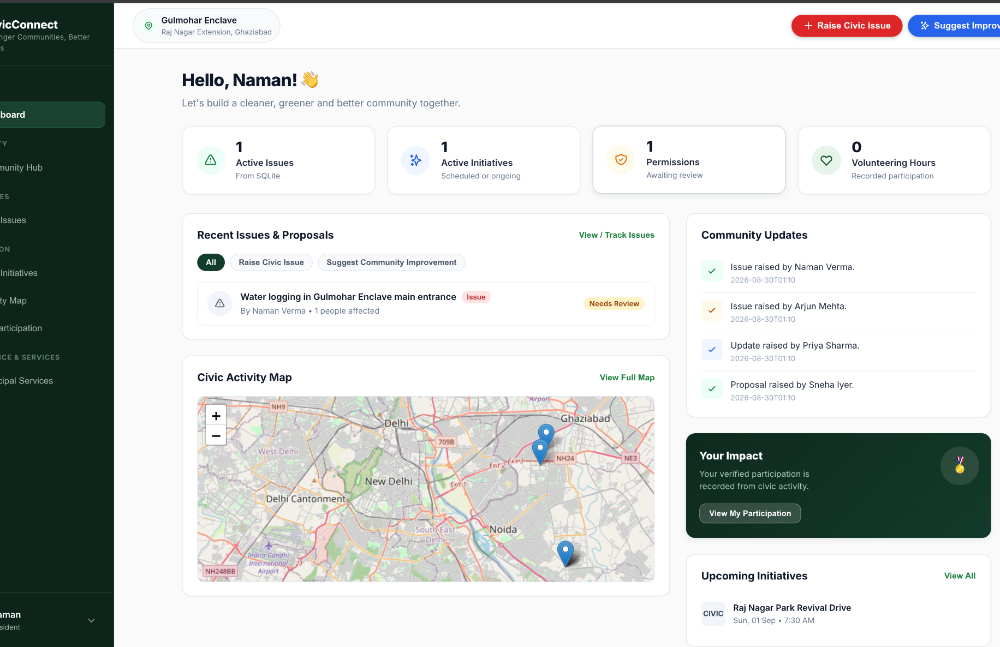 vicConnect
nger Communities, Better
s
board
TY
munity Hub
ES
Issues
ON
Initiatives
ty Map
articipation
ICE & SERVICES
cipal Services
aman
sident
Gulmohar Enclave
Raj Nagar Extension, Ghaziabad
Raise Civic Issue
Suggest Improv
Hello, Naman! 👋
Let's build a cleaner, greener and better community together.
1
Active Issues
From SQLite
1
Active Initiatives
Scheduled or ongoing
1
Permissions
Awaiting review
0
Volunteering Hours
Recorded participation
Recent Issues & Proposals
View / Track Issues
All
Raise Civic Issue
Suggest Community Improvement
Water logging in Gulmohar Enclave main entrance
Issue
By Naman Verma • 1 people affected
Needs Review
Civic Activity Map
View Full Map
+
−
NH9
Airport
Delhi
Ghaziabad
709B
West Delhi
NH24
NE3
Exit 2
Exit 3
New Delhi
Exit 1
Delhi Cantonment
South East
Delhi
Noida
Indira Gandhi
International
Airport
21
NH248BB
Community Updates
Issue raised by Naman Verma.
2026-08-30T01:10
Issue raised by Arjun Mehta.
2026-08-30T01:10
Update raised by Priya Sharma.
2026-08-30T01:10
Proposal raised by Sneha Iyer.
2026-08-30T01:10
Your Impact
Your verified participation is
recorded from civic activity.
View My Participation
Upcoming Initiatives
View All
CIVIC
Raj Nagar Park Revival Drive
Sun, 01 Sep • 7:30 AM